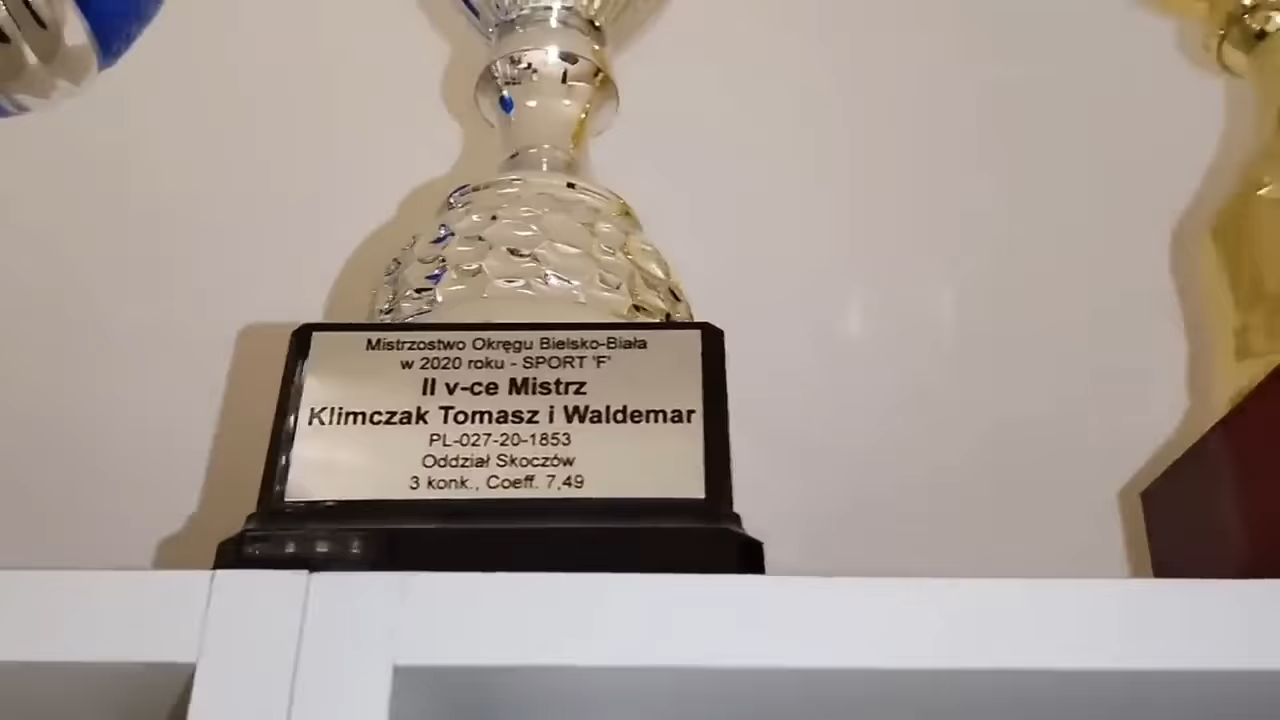 Mistrzostwo Okręgu Bielsko-Biała
w 2020 roku - SPORT 'F'
II v-ce Mistrz
Klimczak Tomasz i Waldemar
PL-027-20-1853
Oddział Skoczów
3 konk., Coeff. 7,49